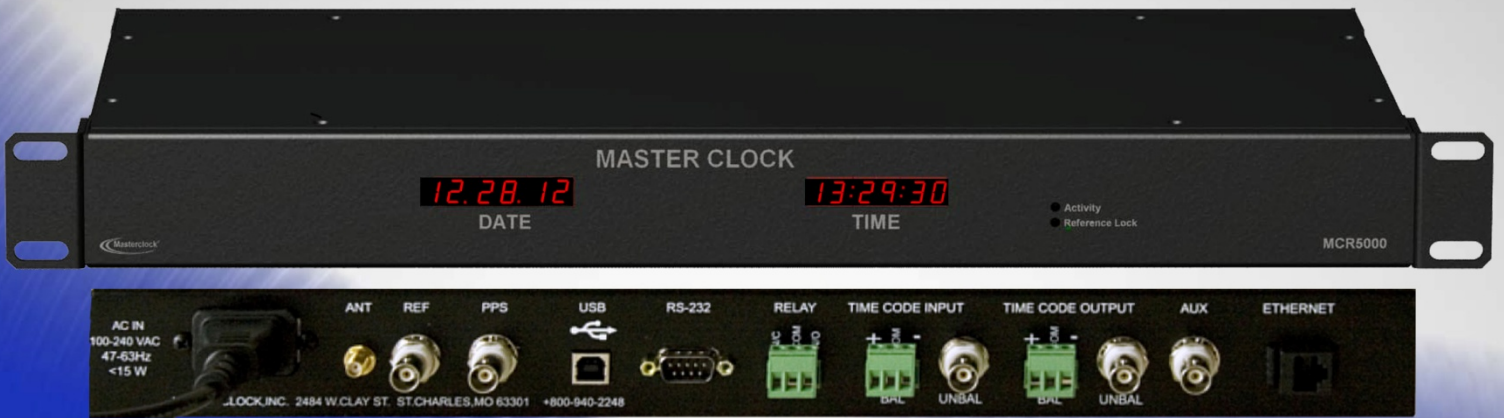 MASTER CLOCK
12.28.12 13:29:30
DATE TIME
Activity
Reference Lock
Masterclock
MCR5000
ANT REF PPS USB RS-232 RELAY TIME CODE INPUT TIME CODE OUTPUT AUX ETHERNET
AC IN
100-240 VAC
47-63Hz
<15 W
+ -
+ -
BAL UNBAL BAL UNBAL
CLOCK,INC. 2484 W.CLAY ST. ST.CHARLES,MO 63301 +800-940-2248